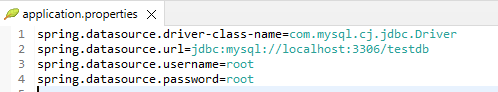 application.properties
1 spring.datasource.driver-class-name=com.mysql.cj.jdbc.Driver
2 spring.datasource.url=jdbc:mysql://localhost:3306/testdb
3 spring.datasource.username=root
4 spring.datasource.password=root
5